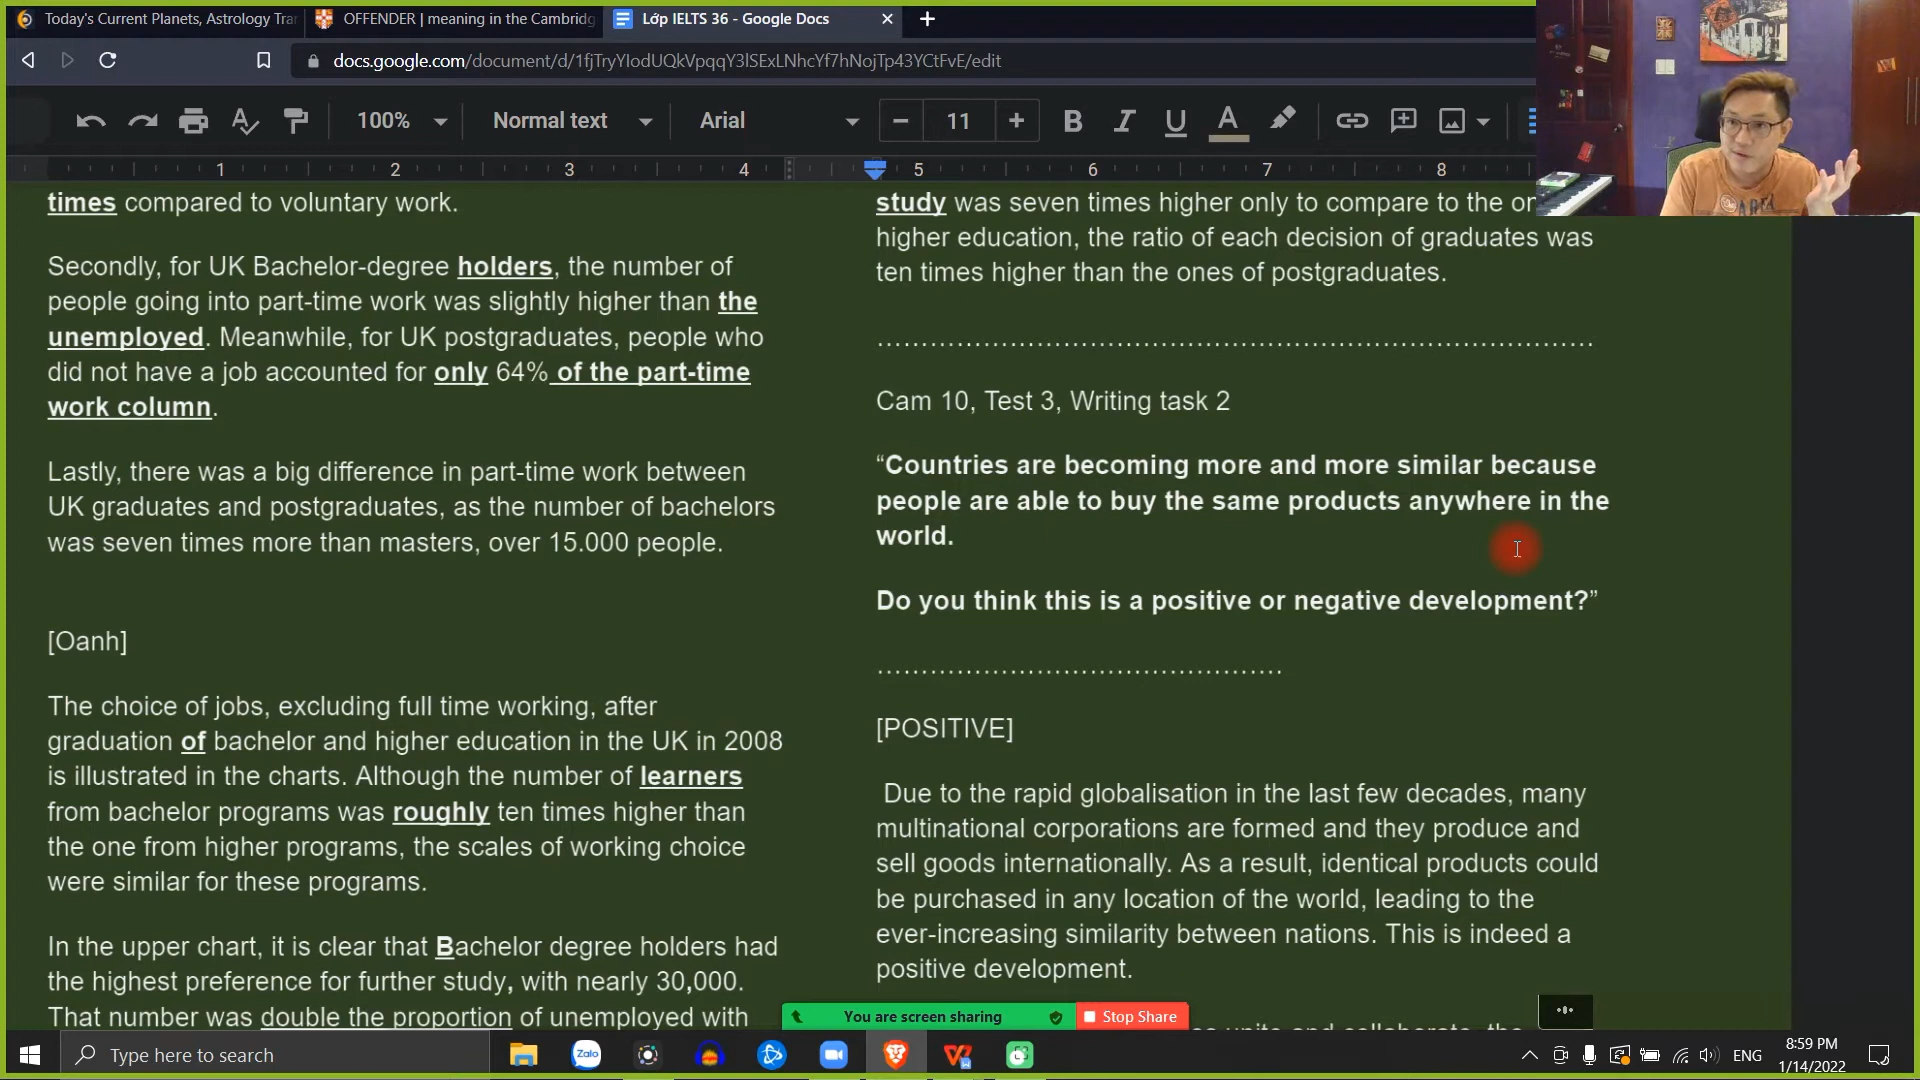 Today's Current Planets, Astrology Tra
OFFENDER | meaning in the Cambridg
Lớp IELTS 36 - Google Docs
docs.google.com/document/d/1fjTryYIodUQkVpqqY3lSExLNhcYf7hNojTp43YCtFvE/edit
100%
Normal text
Arial
11
B I U A
1 2 3 4 5 6 7 8
times compared to voluntary work.
Secondly, for UK Bachelor-degree holders, the number of
people going into part-time work was slightly higher than the
unemployed. Meanwhile, for UK postgraduates, people who
did not have a job accounted for only 64% of the part-time
work column.
Lastly, there was a big difference in part-time work between
UK graduates and postgraduates, as the number of bachelors
was seven times more than masters, over 15.000 people.
[Oanh]
The choice of jobs, excluding full time working, after
graduation of bachelor and higher education in the UK in 2008
is illustrated in the charts. Although the number of learners
from bachelor programs was roughly ten times higher than
the one from higher programs, the scales of working choice
were similar for these programs.
In the upper chart, it is clear that Bachelor degree holders had
the highest preference for further study, with nearly 30,000.
That number was double the proportion of unemployed with
study was seven times higher only to compare to the on
higher education, the ratio of each decision of graduates was
ten times higher than the ones of postgraduates.
……………………………………………………………………
Cam 10, Test 3, Writing task 2
“Countries are becoming more and more similar because
people are able to buy the same products anywhere in the
world.
Do you think this is a positive or negative development?”
………………………………………
[POSITIVE]
Due to the rapid globalisation in the last few decades, many
multinational corporations are formed and they produce and
sell goods internationally. As a result, identical products could
be purchased in any location of the world, leading to the
ever-increasing similarity between nations. This is indeed a
positive development.
unite and collaborate, the
You are screen sharing
Stop Share
Type here to search
Zalo
ENG
8:59 PM
1/14/2022